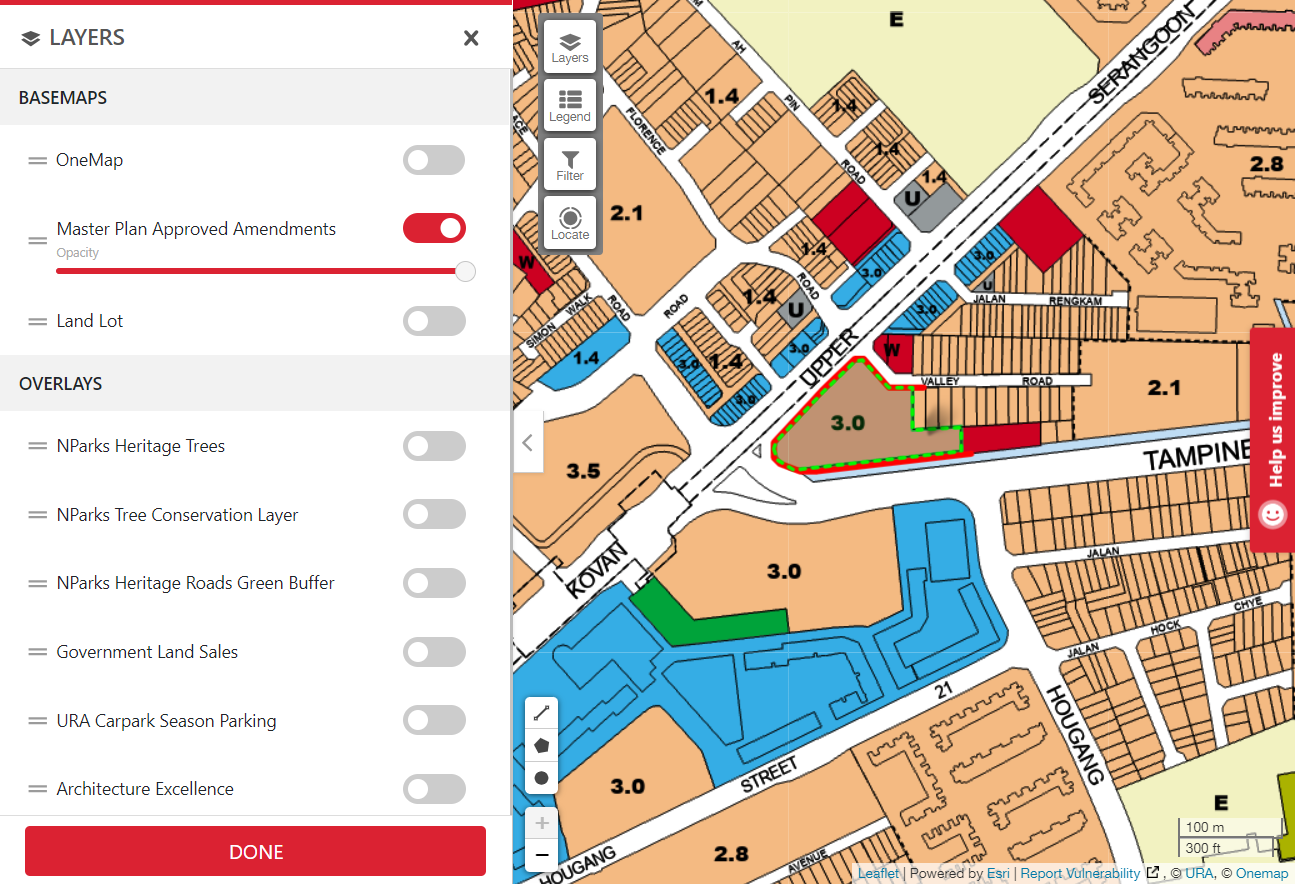 LAYERS
BASEMAPS
OneMap
Master Plan Approved Amendments
Opacity
Land Lot
OVERLAYS
NParks Heritage Trees
NParks Tree Conservation Layer
NParks Heritage Roads Green Buffer
Government Land Sales
URA Carpark Season Parking
Architecture Excellence
DONE
Layers
Legend
Filter
Locate
E
SERANGOON
AH
PIN
ROAD
1.4
1.4
1.4
1.4
FLORENCE
2.8
U
2.1
1.4
3.0
3.0
W
U
ROAD
JALAN
RENGKAM
1.4
U
3.0
SIMON
WALK
ROAD
ROAD
UPPER
3.0
W
1.4
3.0
1.4
VALLEY
ROAD
2.1
3.0
3.0
Help us improve
3.5
TAMPINE
KOVAN
3.0
JALAN
CHYE
HOCK
JALAN
21
HOUGANG
STREET
3.0
E
2.8
AVENUE
HOUGANG
+
−
100 m
300 ft
Leaflet | Powered by Esri | Report Vulnerability , © URA, © Onemap